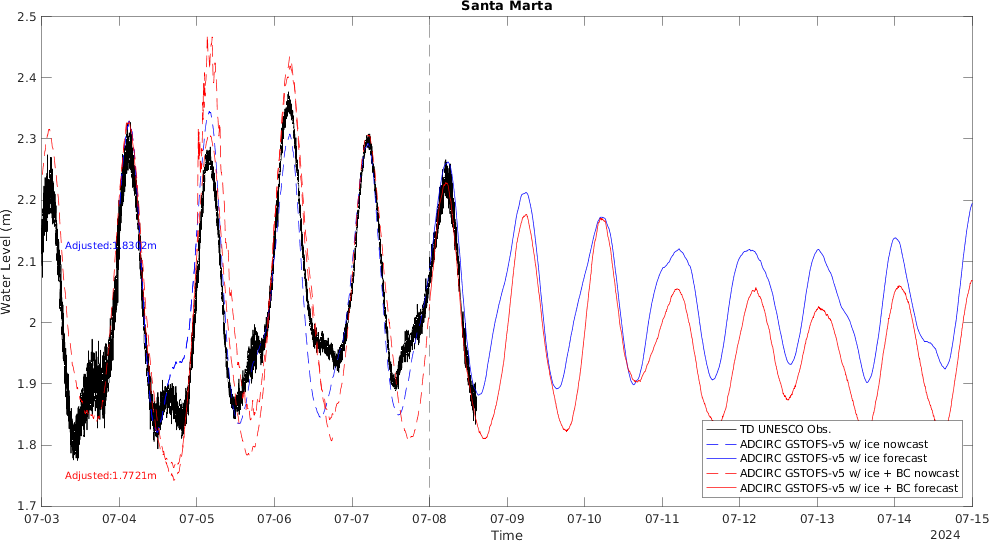 Santa Marta
Water Level (m)
2.5
2.4
2.3
2.2
2.1
2
1.9
1.8
1.7
Adjusted:1.8302m
Adjusted:1.7721m
TD UNESCO Obs.
ADCIRC GSTOFS-v5 w/ ice nowcast
ADCIRC GSTOFS-v5 w/ ice forecast
ADCIRC GSTOFS-v5 w/ ice + BC nowcast
ADCIRC GSTOFS-v5 w/ ice + BC forecast
07-03 07-04 07-05 07-06 07-07 07-08 07-09 07-10 07-11 07-12 07-13 07-14 07-15
Time
2024